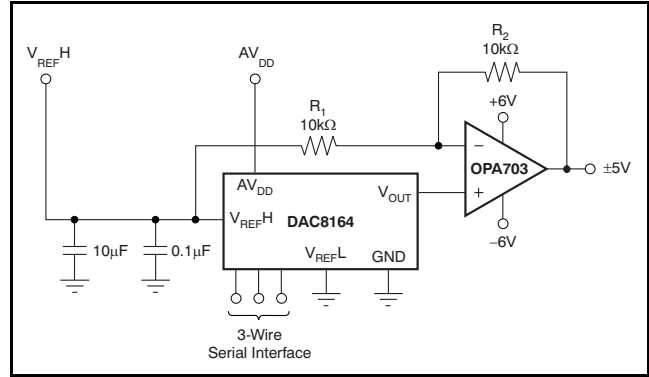 VREFH
AVDD
R2
10kΩ
R1
10kΩ
+6V
−
OPA703
+
±5V
−6V
AVDD
VREFH
DAC8164
VOUT
VREFL
GND
10μF
0.1μF
3-Wire
Serial Interface